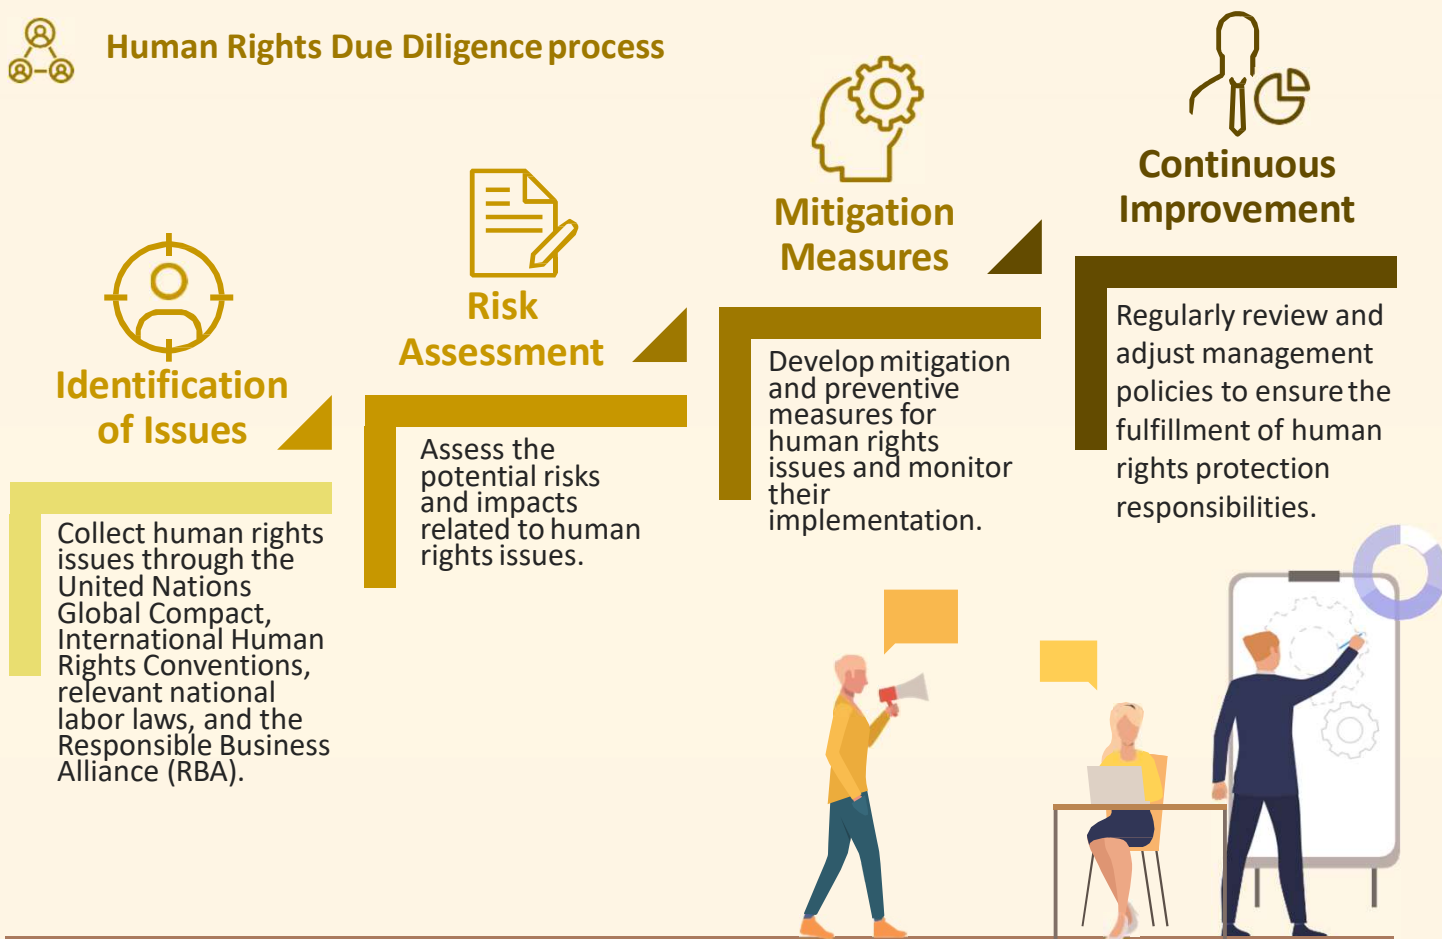 Human Rights Due Diligence process
Identification
of Issues
Collect human rights
issues through the
United Nations
Global Compact,
International Human
Rights Conventions,
relevant national
labor laws, and the
Responsible Business
Alliance (RBA).
Risk
Assessment
Assess the
potential risks
and impacts
related to human
rights issues.
Mitigation
Measures
Develop mitigation
and preventive
measures for
human rights
issues and monitor
their
implementation.
Continuous
Improvement
Regularly review and
adjust management
policies to ensure the
fulfillment of human
rights protection
responsibilities.